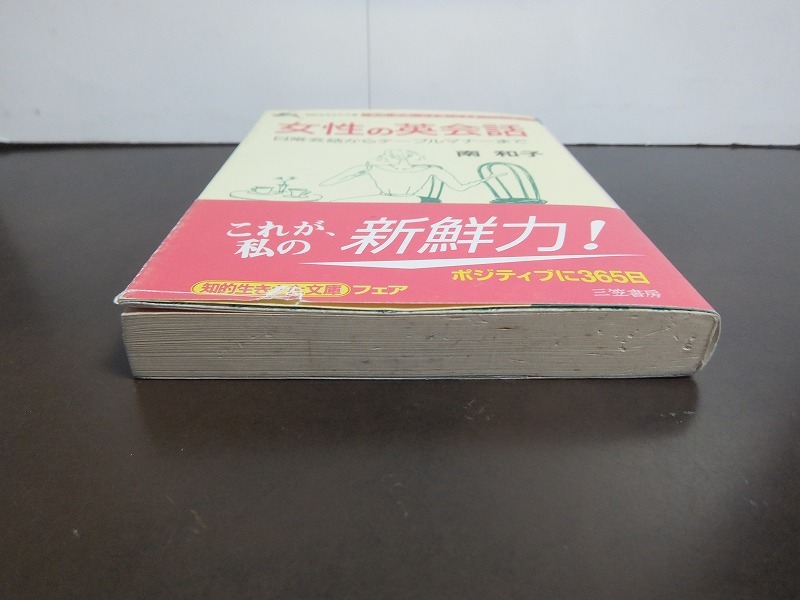 女性の英会話
日常会話からテーブルマナーまで
南 和子
これが、
私の
新鮮力!
ポジティブに365日
知的生きかた文庫フェア
三笠書房